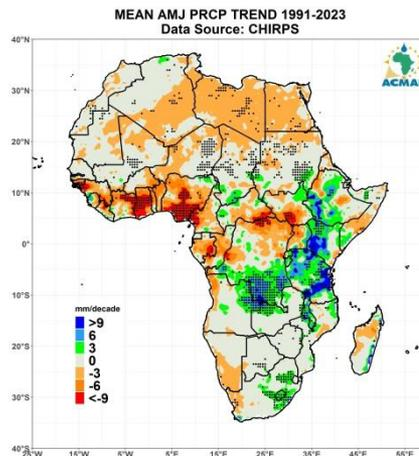 MEAN AMJ PRCP TREND 1991-2023
Data Source: CHIRPS
ACMAD
40°N
30°N
20°N
10°N
0°
10°S
20°S
30°S
40°S
mm/decade
>9
6
3
0
-3
-6
<-9
25°W
15°W
5°W
5°E
15°E
25°E
35°E
45°E
55°E